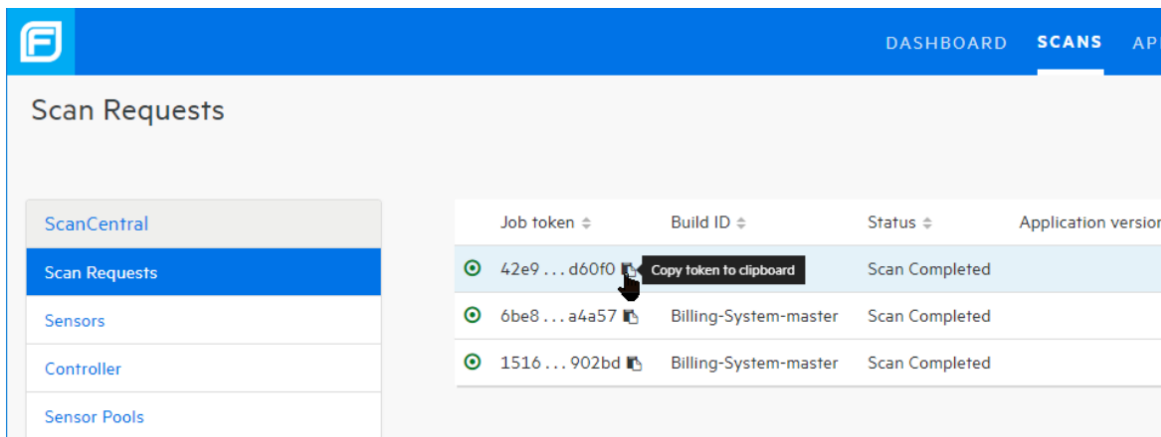 F
DASHBOARD SCANS
Scan Requests
ScanCentral
Scan Requests
Sensors
Controller
Sensor Pools
Job token Build ID Status Application version
42e9...d60f0 Copy token to clipboard Scan Completed
6be8...a4a57 Billing-System-master Scan Completed
1516...902bd Billing-System-master Scan Completed